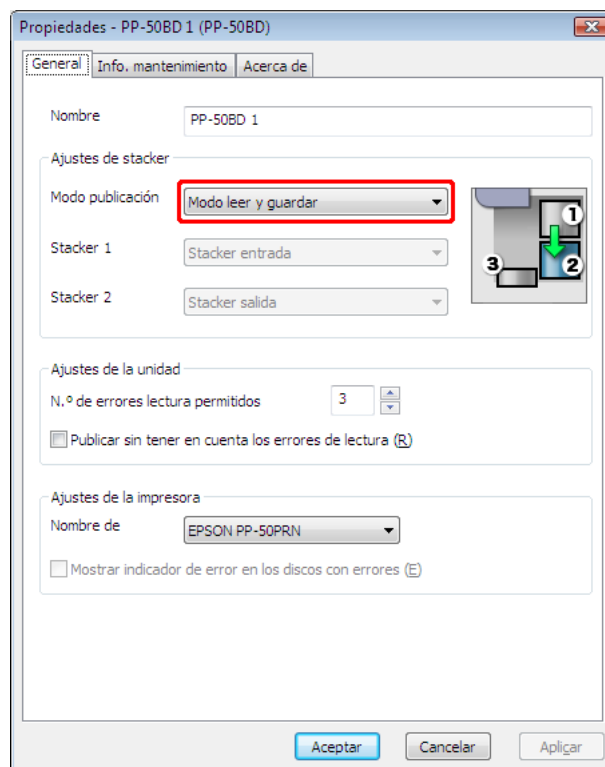 Propiedades - PP-50BD 1 (PP-50BD)
General Info. mantenimiento Acerca de
Nombre PP-50BD 1
Ajustes de stacker
Modo publicación Modo leer y guardar
Stacker 1 Stacker entrada
Stacker 2 Stacker salida
1
3 2
Ajustes de la unidad
N.º de errores lectura permitidos 3
Publicar sin tener en cuenta los errores de lectura (R)
Ajustes de la impresora
Nombre de EPSON PP-50PRN
Mostrar indicador de error en los discos con errores (E)
Aceptar Cancelar Aplicar